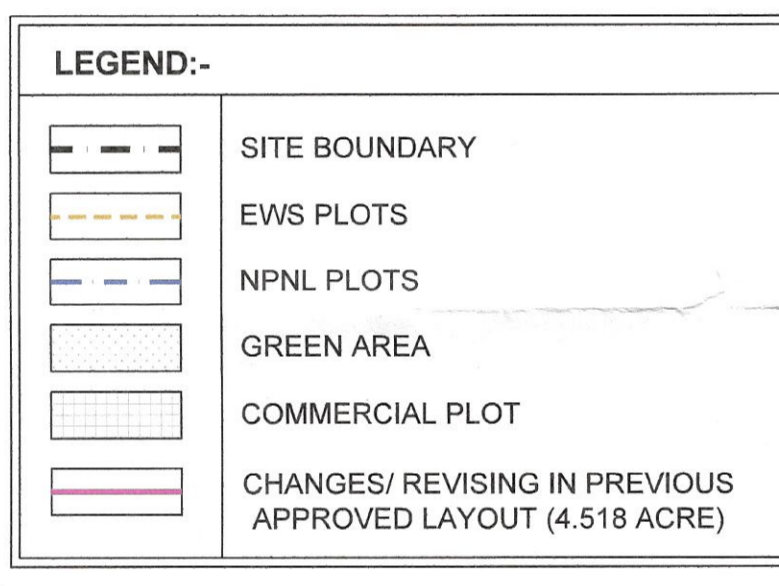 LEGEND:-
SITE BOUNDARY
EWS PLOTS
NPNL PLOTS
GREEN AREA
COMMERCIAL PLOT
CHANGES/ REVISING IN PREVIOUS
APPROVED LAYOUT (4.518 ACRE)